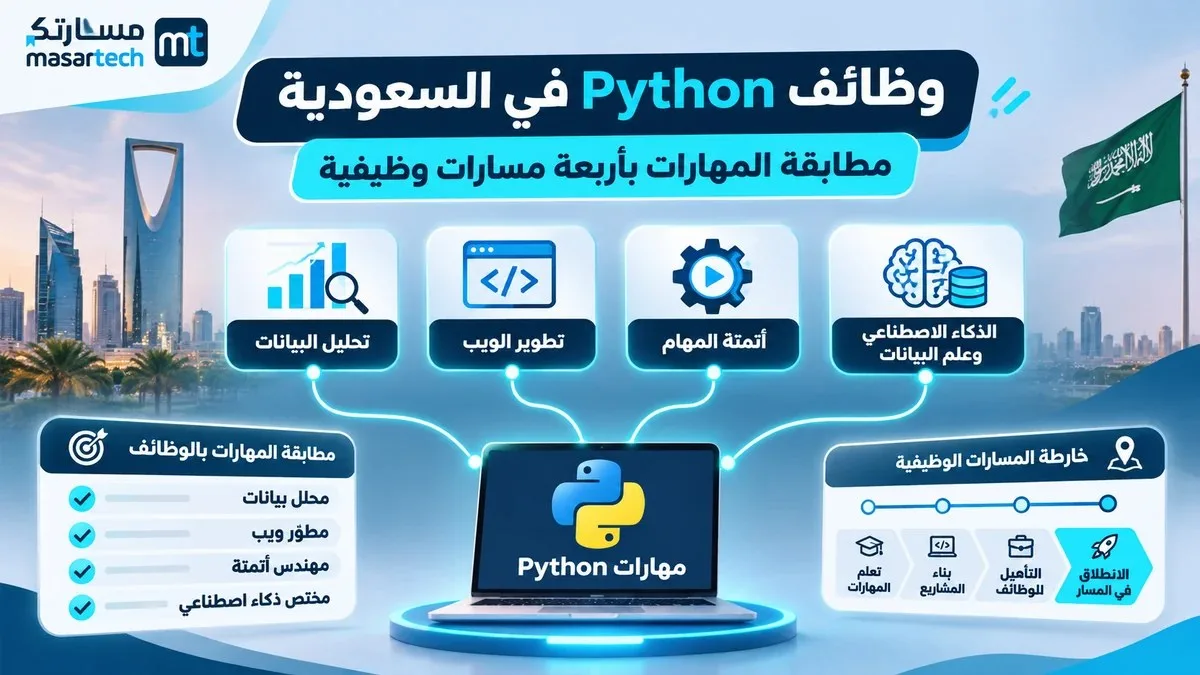 مسارتك
masartech
mt
وظائف Python في السعودية
مطابقة المهارات بأربعة مسارات وظيفية
الذكاء الاصطناعي
وعلم البيانات
أتمتة المهام
تطوير الويب
</>
تحليل البيانات
خارطة المسارات الوظيفية
الانطلاق
في المسار
التأهيل
للوظائف
بناء
المشاريع
</>
تعلم
المهارات
مهارات Python
مطابقة المهارات بالوظائف
محلل بيانات
مطوّر ويب
مهندس أتمتة
مختص ذكاء اصطناعي